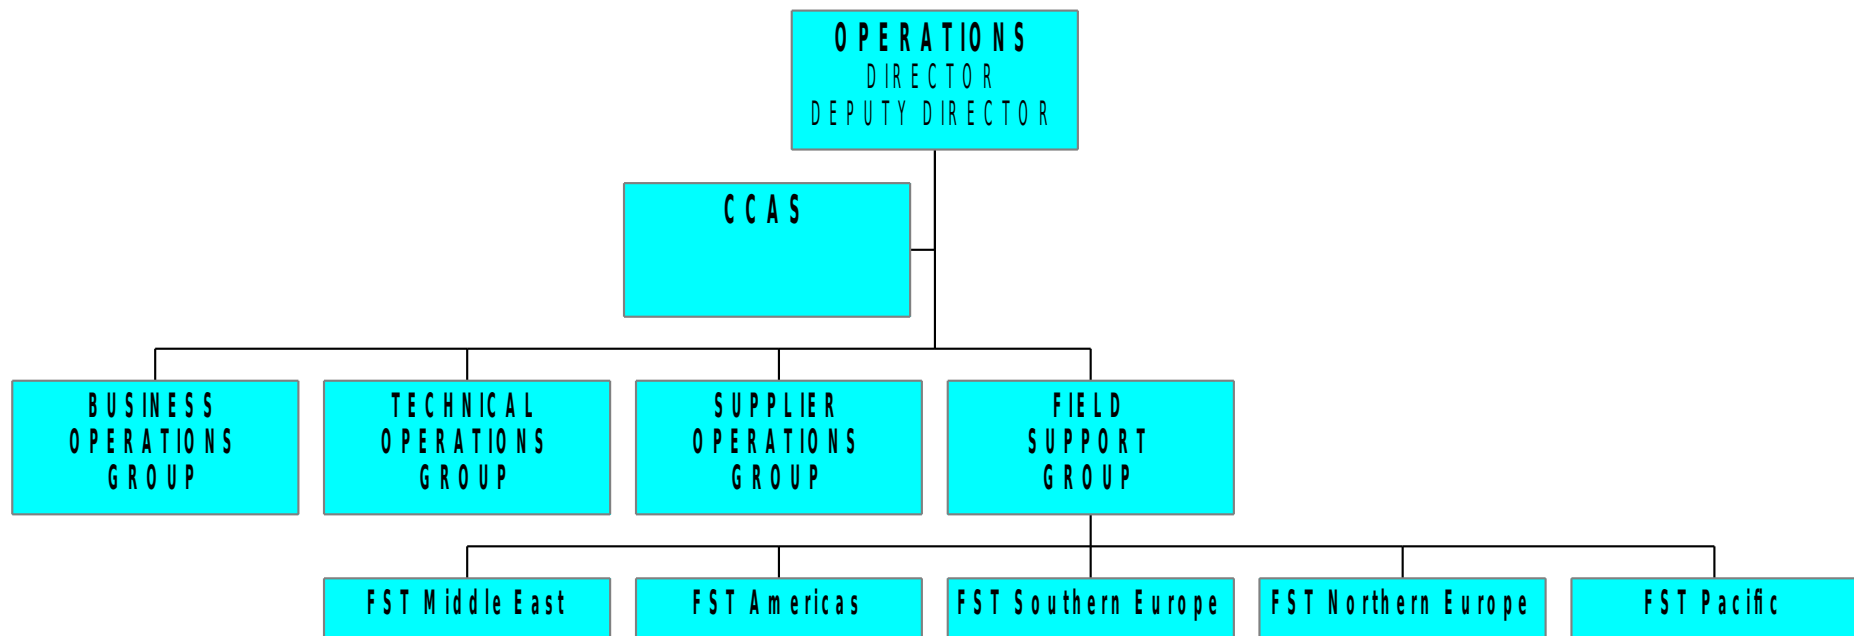 OPERATIONS
DIRECTOR
DEPUTY DIRECTOR
CCAS
BUSINESS
OPERATIONS
GROUP
TECHNICAL
OPERATIONS
GROUP
SUPPLIER
OPERATIONS
GROUP
FIELD
SUPPORT
GROUP
FST Middle East
FST Americas
FST Southern Europe
FST Northern Europe
FST Pacific